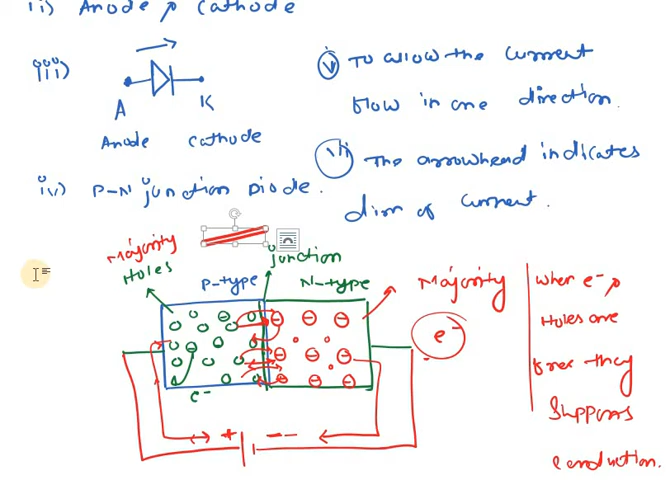 ii) Anode, Cathode
iii)
A K
Anode Cathode
iv) P-N junction Diode.
v To allow the current
flow in one direction.
vi The arrowhead indicates
dirn of current.
Majority
Holes
P-type
junction
N-type
Majority
e-
e-
+ --
when e-,
Holes are
free they
Supports
conduction.